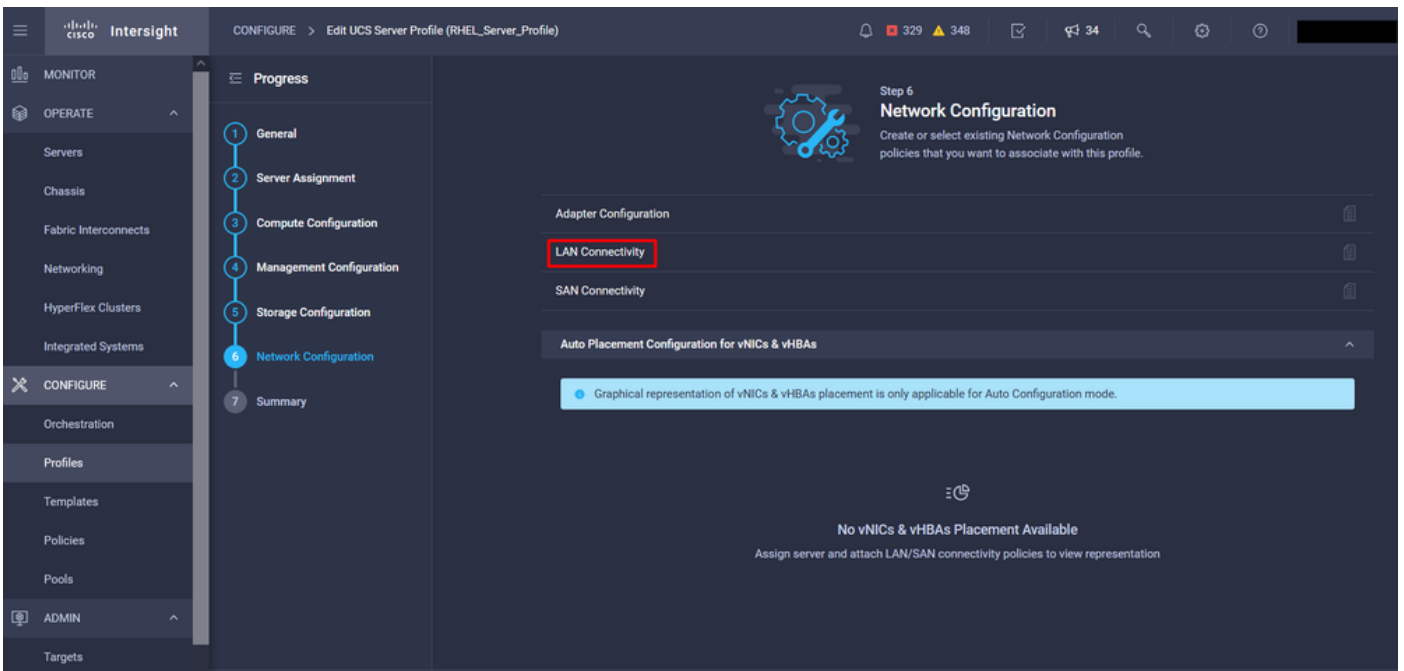 cisco Intersight
CONFIGURE > Edit UCS Server Profile (RHEL_Server_Profile)
329 348 34
MONITOR
OPERATE
Servers
Chassis
Fabric Interconnects
Networking
HyperFlex Clusters
Integrated Systems
CONFIGURE
Orchestration
Profiles
Templates
Policies
Pools
ADMIN
Targets
Progress
1 General
2 Server Assignment
3 Compute Configuration
4 Management Configuration
5 Storage Configuration
6 Network Configuration
7 Summary
Step 6
Network Configuration
Create or select existing Network Configuration
policies that you want to associate with this profile.
Adapter Configuration
LAN Connectivity
SAN Connectivity
Auto Placement Configuration for vNICs & vHBAs
Graphical representation of vNICs & vHBAs placement is only applicable for Auto Configuration mode.
No vNICs & vHBAs Placement Available
Assign server and attach LAN/SAN connectivity policies to view representation